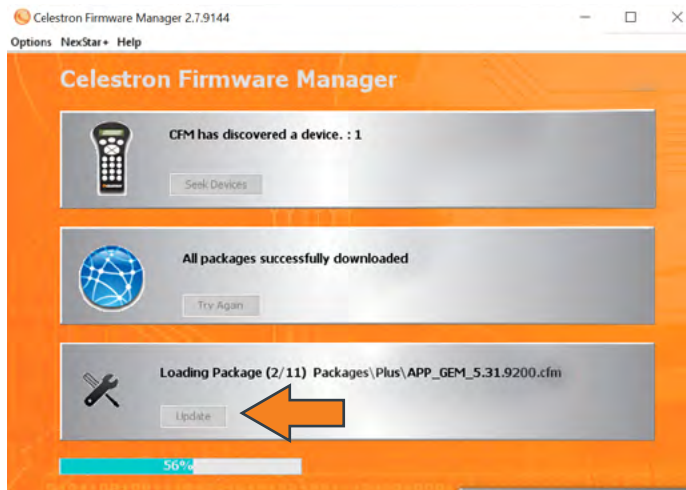 Celestron Firmware Manager 2.7.9144
Options NexStar+ Help
Celestron Firmware Manager
CFM has discovered a device. : 1
Seek Devices
All packages successfully downloaded
Try Again
Loading Package (2/11) Packages\Plus\APP_GEM_5.31.9200.cfm
Update
56%